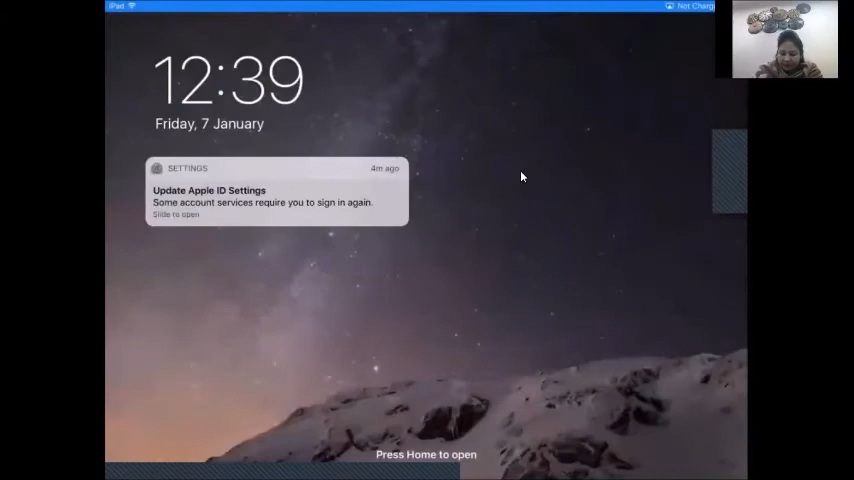 iPad
Not Charg
12:39
Friday, 7 January
SETTINGS
4m ago
Update Apple ID Settings
Some account services require you to sign in again.
Slide to open
Press Home to open